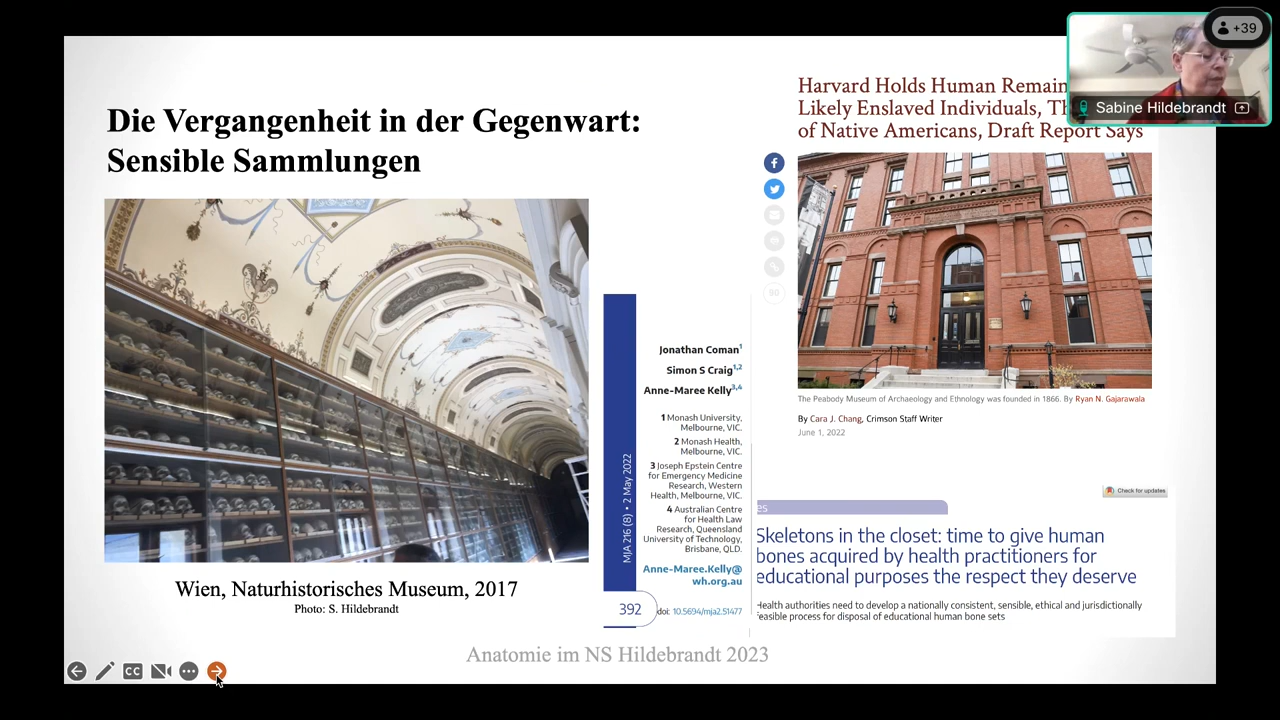 +39
Sabine Hildebrandt
Die Vergangenheit in der Gegenwart:
Sensible Sammlungen
Wien, Naturhistorisches Museum, 2017
Photo: S. Hildebrandt
Harvard Holds Human Remain
Likely Enslaved Individuals, Th
of Native Americans, Draft Report Says
90
The Peabody Museum of Archaeology and Ethnology was founded in 1866. By Ryan N. Gajarawala
By Cara J. Chang, Crimson Staff Writer
June 1, 2022
Jonathan Coman1
Simon S Craig1,2
Anne-Maree Kelly3,4
1 Monash University,
Melbourne, VIC.
2 Monash Health,
Melbourne, VIC.
3 Joseph Epstein Centre
for Emergency Medicine
Research, Western
Health, Melbourne, VIC.
4 Australian Centre
for Health Law
Research, Queensland
University of Technology,
Brisbane, QLD.
Anne-Maree.Kelly@
wh.org.au
doi: 10.5694/mja2.51477
MJA 216 (8) • 2 May 2022
392
Check for updates
es
Skeletons in the closet: time to give human
bones acquired by health practitioners for
educational purposes the respect they deserve
Health authorities need to develop a nationally consistent, sensible, ethical and jurisdictionally
feasible process for disposal of educational human bone sets
Anatomie im NS Hildebrandt 2023
CC